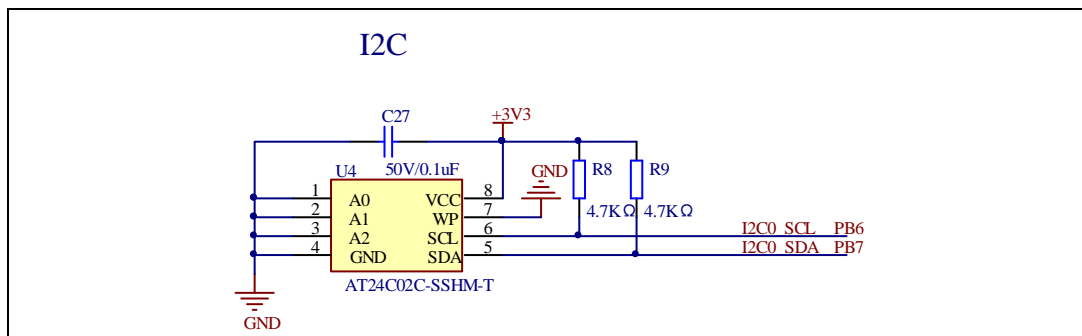 I2C
C27
+3V3
50V/0.1uF
U4
GND
R8
R9
1 A0 VCC 8
2 A1 WP 7
4.7KΩ 4.7KΩ
3 A2 SCL 6 I2C0_SCL PB6
4 GND SDA 5 I2C0_SDA PB7
AT24C02C-SSHM-T
GND